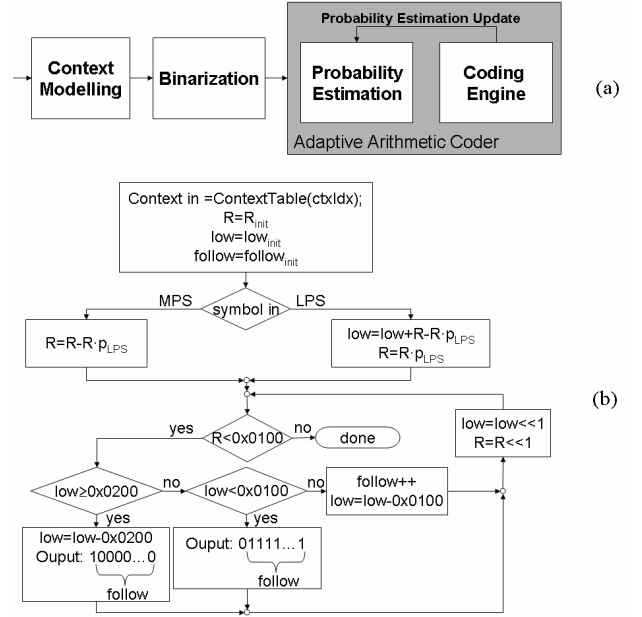 Probability Estimation Update
Context
Modelling
Binarization
Probability
Estimation
Coding
Engine
(a)
Adaptive Arithmetic Coder
Context in =ContextTable(ctxIdx);
R=Rinit
low=lowinit
follow=followinit
MPS
symbol in
LPS
R=R-R·pLPS
low=low+R-R·pLPS
R=R·pLPS
yes
R<0x0100
no
done
low=low<<1
R=R<<1
(b)
low≥0x0200
no
low<0x0100
no
follow++
low=low-0x0100
yes
yes
low=low-0x0200
Ouput: 10000...0
follow
Ouput: 01111...1
follow